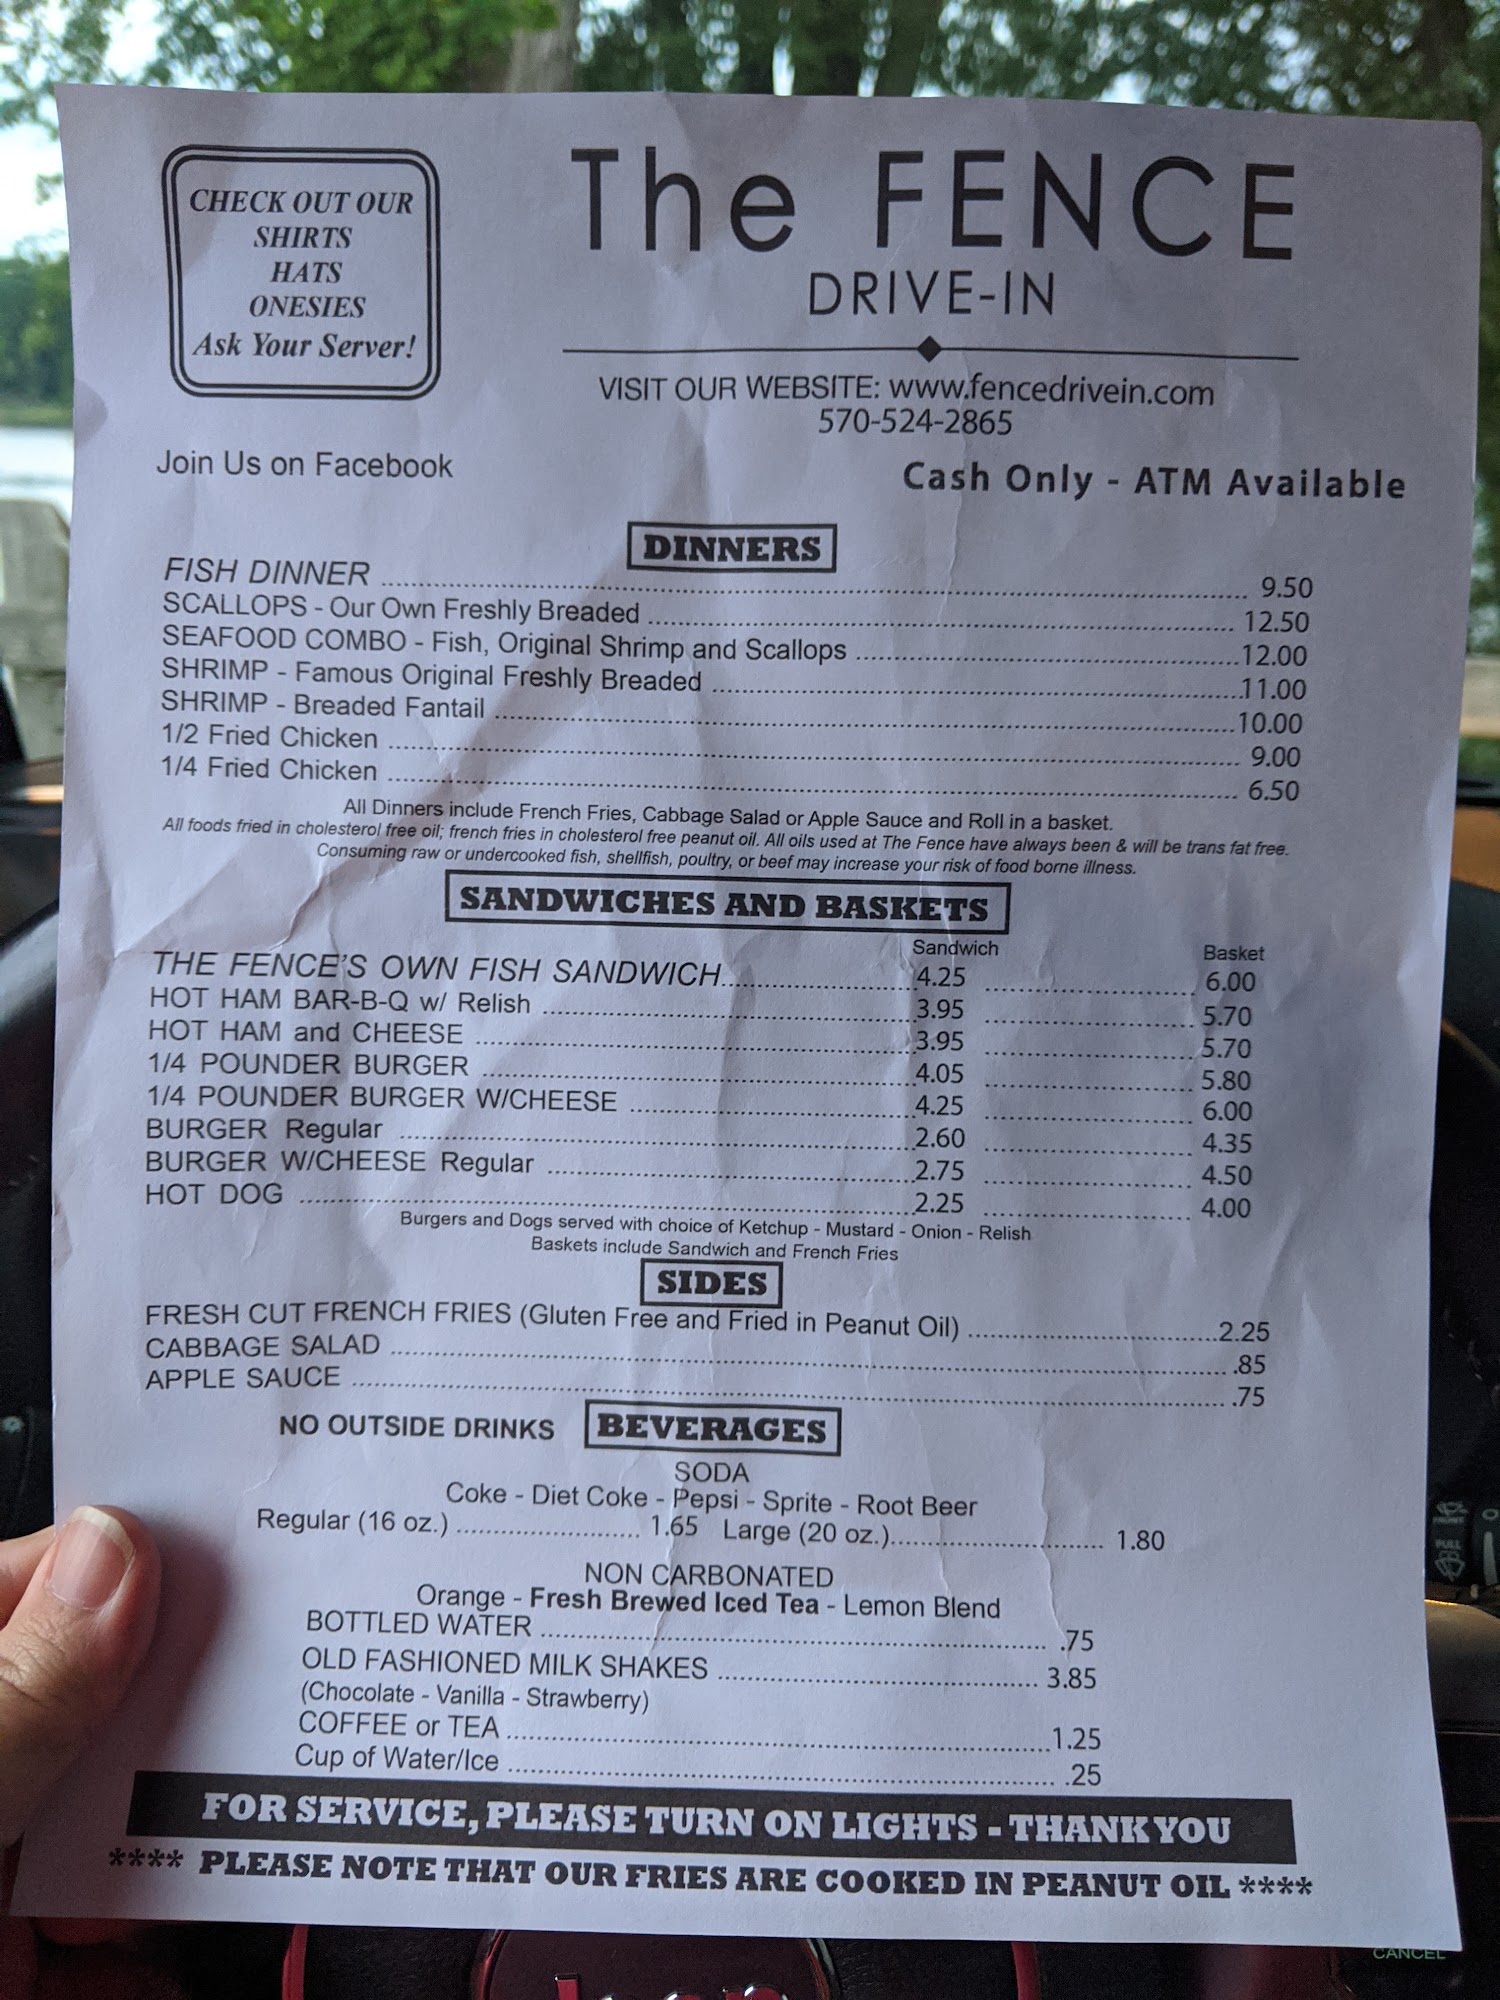 CHECK OUT OUR
SHIRTS
HATS
ONESIES
Ask Your Server!
The FENCE
DRIVE-IN
VISIT OUR WEBSITE: www.fencedrivein.com
570-524-2865
Join Us on Facebook
Cash Only - ATM Available
DINNERS
FISH DINNER 9.50
SCALLOPS - Our Own Freshly Breaded 12.50
SEAFOOD COMBO - Fish, Original Shrimp and Scallops 12.00
SHRIMP - Famous Original Freshly Breaded 11.00
SHRIMP - Breaded Fantail 10.00
1/2 Fried Chicken 9.00
1/4 Fried Chicken 6.50
All Dinners include French Fries, Cabbage Salad or Apple Sauce and Roll in a basket.
All foods fried in cholesterol free oil; french fries in cholesterol free peanut oil. All oils used at The Fence have always been & will be trans fat free.
Consuming raw or undercooked fish, shellfish, poultry, or beef may increase your risk of food borne illness.
SANDWICHES AND BASKETS
Sandwich Basket
THE FENCE'S OWN FISH SANDWICH 4.25 6.00
HOT HAM BAR-B-Q w/ Relish 3.95 5.70
HOT HAM and CHEESE 3.95 5.70
1/4 POUNDER BURGER 4.05 5.80
1/4 POUNDER BURGER W/CHEESE 4.25 6.00
BURGER Regular 2.60 4.35
BURGER W/CHEESE Regular 2.75 4.50
HOT DOG 2.25 4.00
Burgers and Dogs served with choice of Ketchup - Mustard - Onion - Relish
Baskets include Sandwich and French Fries
SIDES
FRESH CUT FRENCH FRIES (Gluten Free and Fried in Peanut Oil) 2.25
CABBAGE SALAD .85
APPLE SAUCE .75
NO OUTSIDE DRINKS BEVERAGES
SODA
Coke - Diet Coke - Pepsi - Sprite - Root Beer
Regular (16 oz.) 1.65 Large (20 oz.) 1.80
NON CARBONATED
Orange - Fresh Brewed Iced Tea - Lemon Blend
BOTTLED WATER .75
OLD FASHIONED MILK SHAKES 3.85
(Chocolate - Vanilla - Strawberry)
COFFEE or TEA 1.25
Cup of Water/Ice .25
FOR SERVICE, PLEASE TURN ON LIGHTS - THANK YOU
**** PLEASE NOTE THAT OUR FRIES ARE COOKED IN PEANUT OIL ****
FRONT
PULL
CANCEL